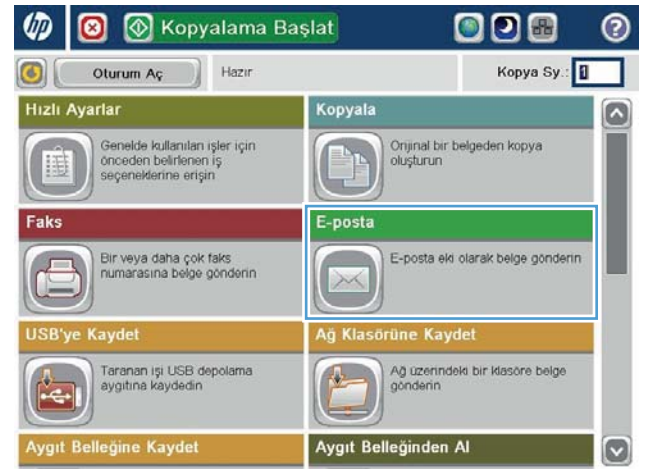 hp
Kopyalama Başlat
?
Oturum Aç
Hazır
Kopya Sy.: 1
Hızlı Ayarlar
Genelde kullanılan işler için
önceden belirlenen iş
seçeneklerine erişin
Kopyala
Orijinal bir belgeden kopya
oluşturun
Faks
Bir veya daha çok faks
numarasına belge gönderin
E-posta
E-posta eki olarak belge gönderin
USB'ye Kaydet
Taranan işi USB depolama
aygıtına kaydedin
Ağ Klasörüne Kaydet
Ağ üzerindeki bir klasöre belge
gönderin
Aygıt Belleğine Kaydet
Aygıt Belleğinden Al